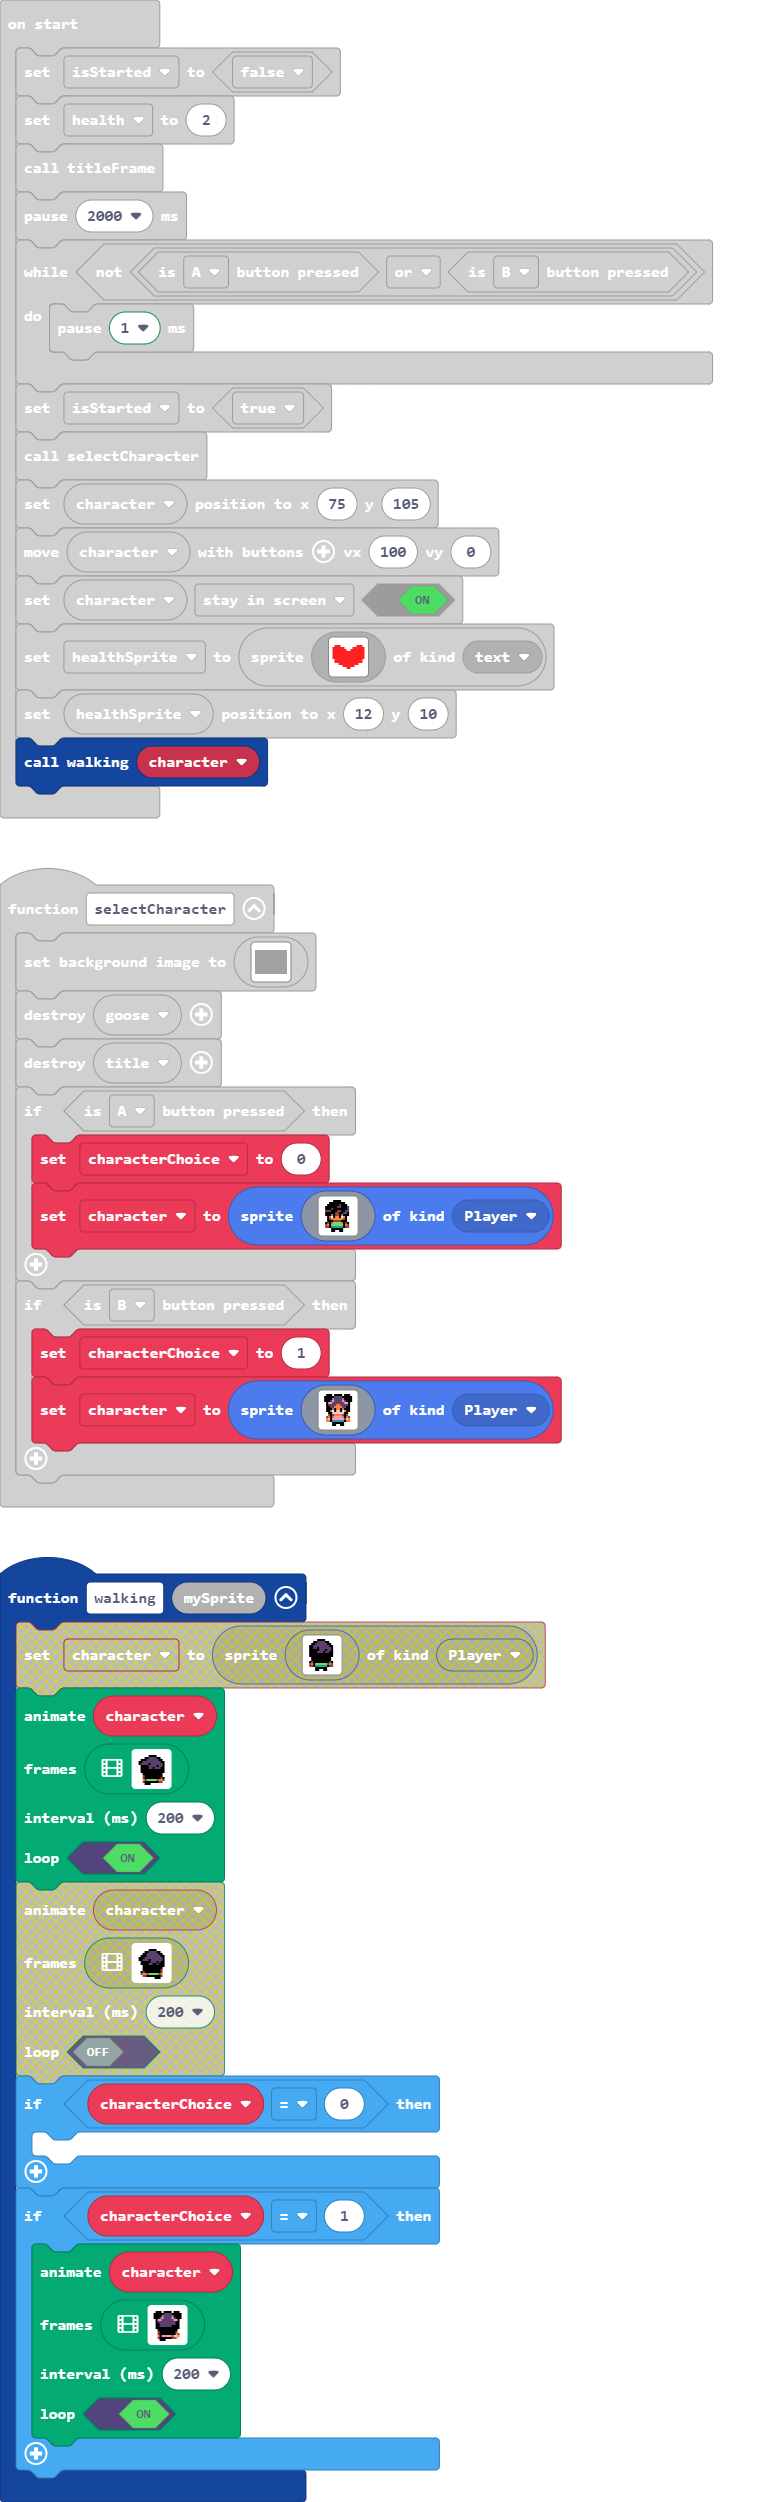 on start
set isStarted to false
set health to 2
call titleFrame
pause 2000 ms
while not is A button pressed or is B button pressed
do
pause 1 ms
set isStarted to true
call selectCharacter
set character position to x 75 y 105
move character with buttons vx 100 vy 0
set character stay in screen ON
set healthSprite to sprite of kind text
set healthSprite position to x 12 y 10
call walking character
function selectCharacter
set background image to
destroy goose
destroy title
if is A button pressed then
set characterChoice to 0
set character to sprite of kind Player
if is B button pressed then
set characterChoice to 1
set character to sprite of kind Player
function walking mySprite
set character to sprite of kind Player
animate character
frames
interval (ms) 200
loop ON
animate character
frames
interval (ms) 200
loop OFF
if characterChoice = 0 then
if characterChoice = 1 then
animate character
frames
interval (ms) 200
loop ON